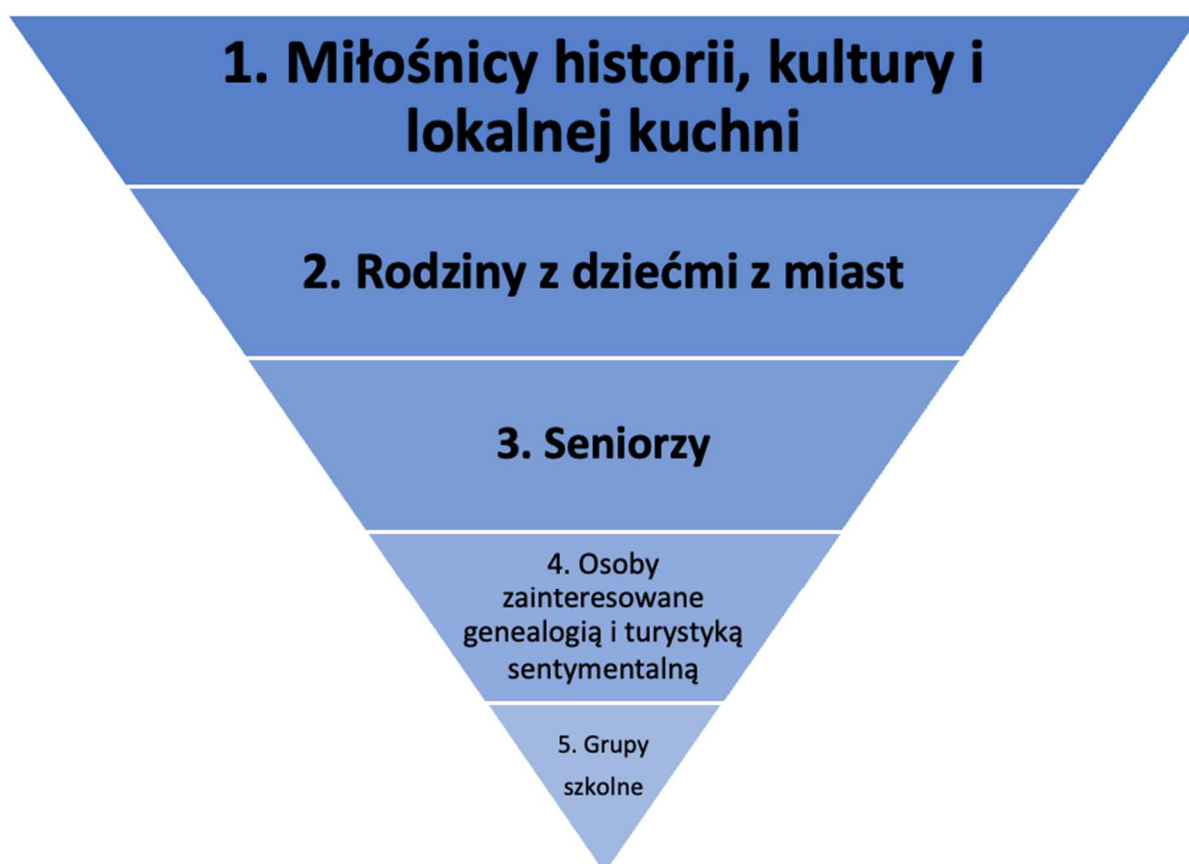 1. Miłośnicy historii, kultury i
lokalnej kuchni
2. Rodziny z dziećmi z miast
3. Seniorzy
4. Osoby
zainteresowane
genealogią i turystyką
sentymentalną
5. Grupy
szkolne